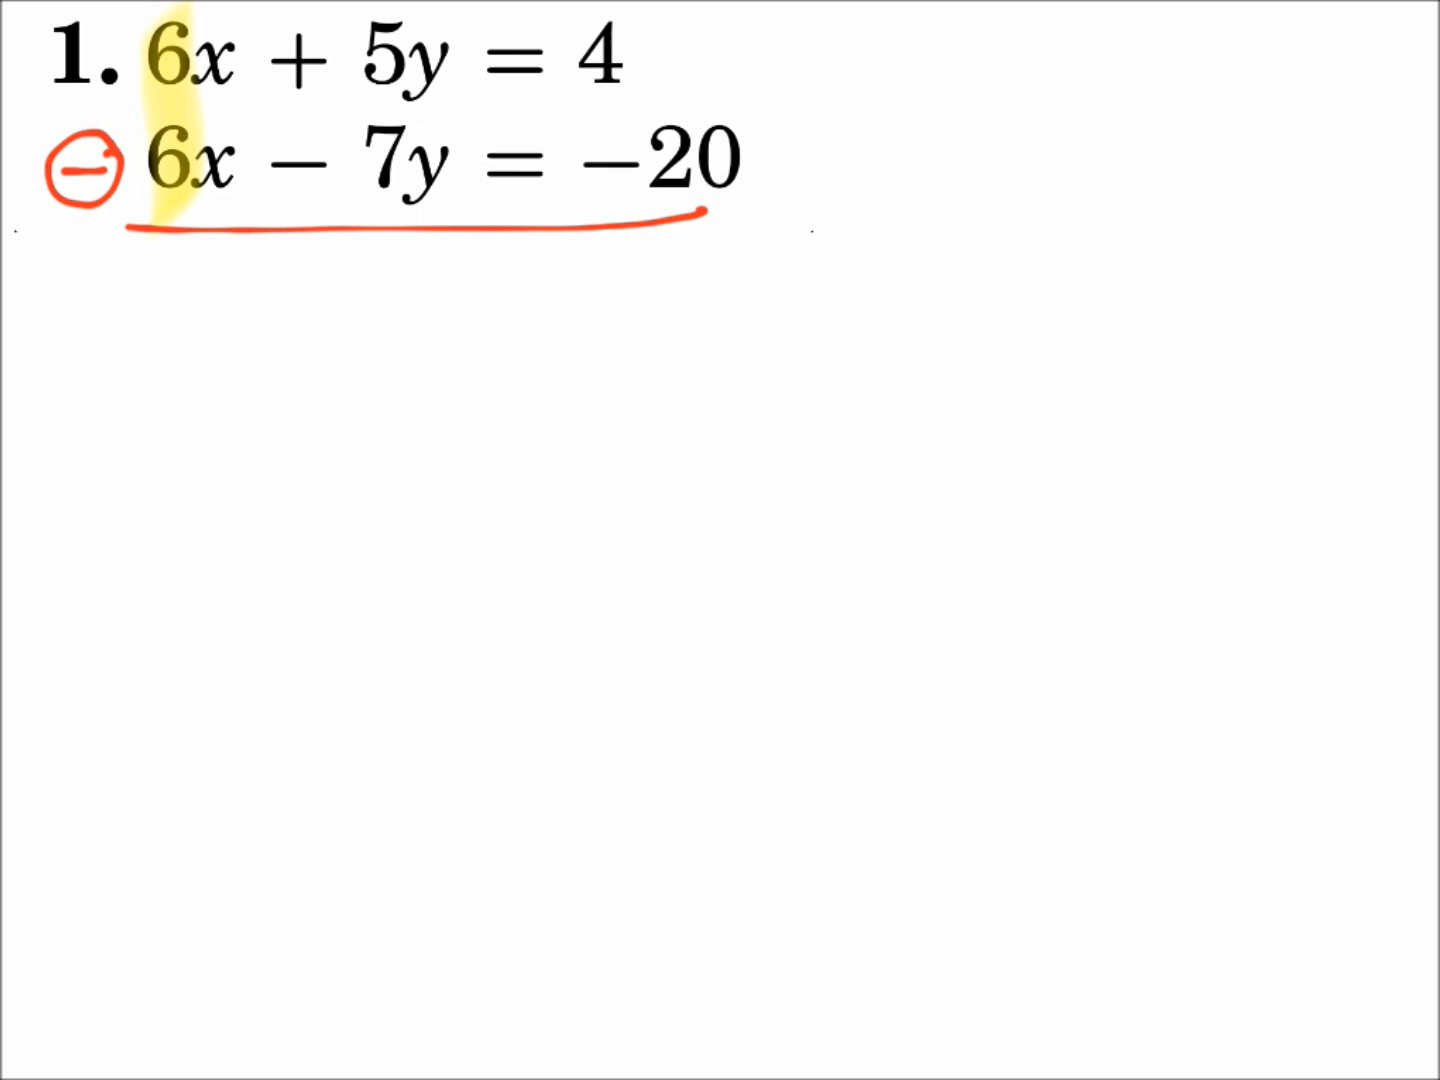 1. 6x + 5y = 4
− 6x − 7y = −20